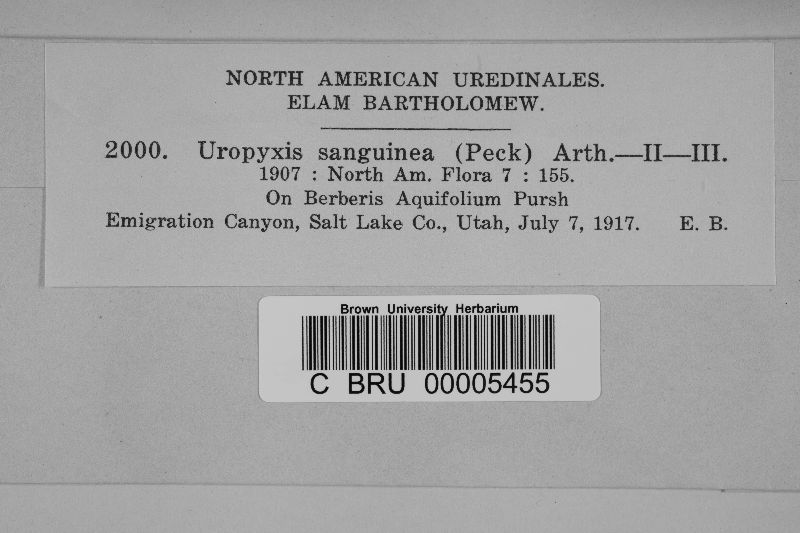 NORTH AMERICAN UREDINALES.
ELAM BARTHOLOMEW.
2000. Uropyxis sanguinea (Peck) Arth.—II—III.
1907 : North Am. Flora 7 : 155.
On Berberis Aquifolium Pursh
Emigration Canyon, Salt Lake Co., Utah, July 7, 1917. E. B.
Brown University Herbarium
C BRU 00005455